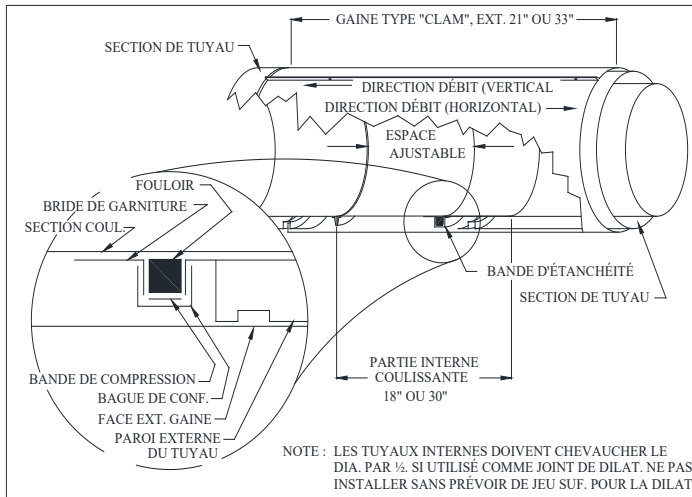 GAINE TYPE "CLAM", EXT. 21" OU 33"
SECTION DE TUYAU
DIRECTION DÉBIT (VERTICAL
DIRECTION DÉBIT (HORIZONTAL)
ESPACE
AJUSTABLE
FOULOIR
BRIDE DE GARNITURE
SECTION COUL.
BANDE D'ÉTANCHÉITÉ
SECTION DE TUYAU
PARTIE INTERNE
COULISSANTE
18" OU 30"
BANDE DE COMPRESSION
BAGUE DE CONF.
FACE EXT. GAINE
PAROI EXTERNE
DU TUYAU
NOTE : LES TUYAUX INTERNES DOIVENT CHEVAUCHER LE
DIA. PAR ½. SI UTILISÉ COMME JOINT DE DILAT. NE PAS
INSTALLER SANS PRÉVOIR DE JEU SUF. POUR LA DILAT